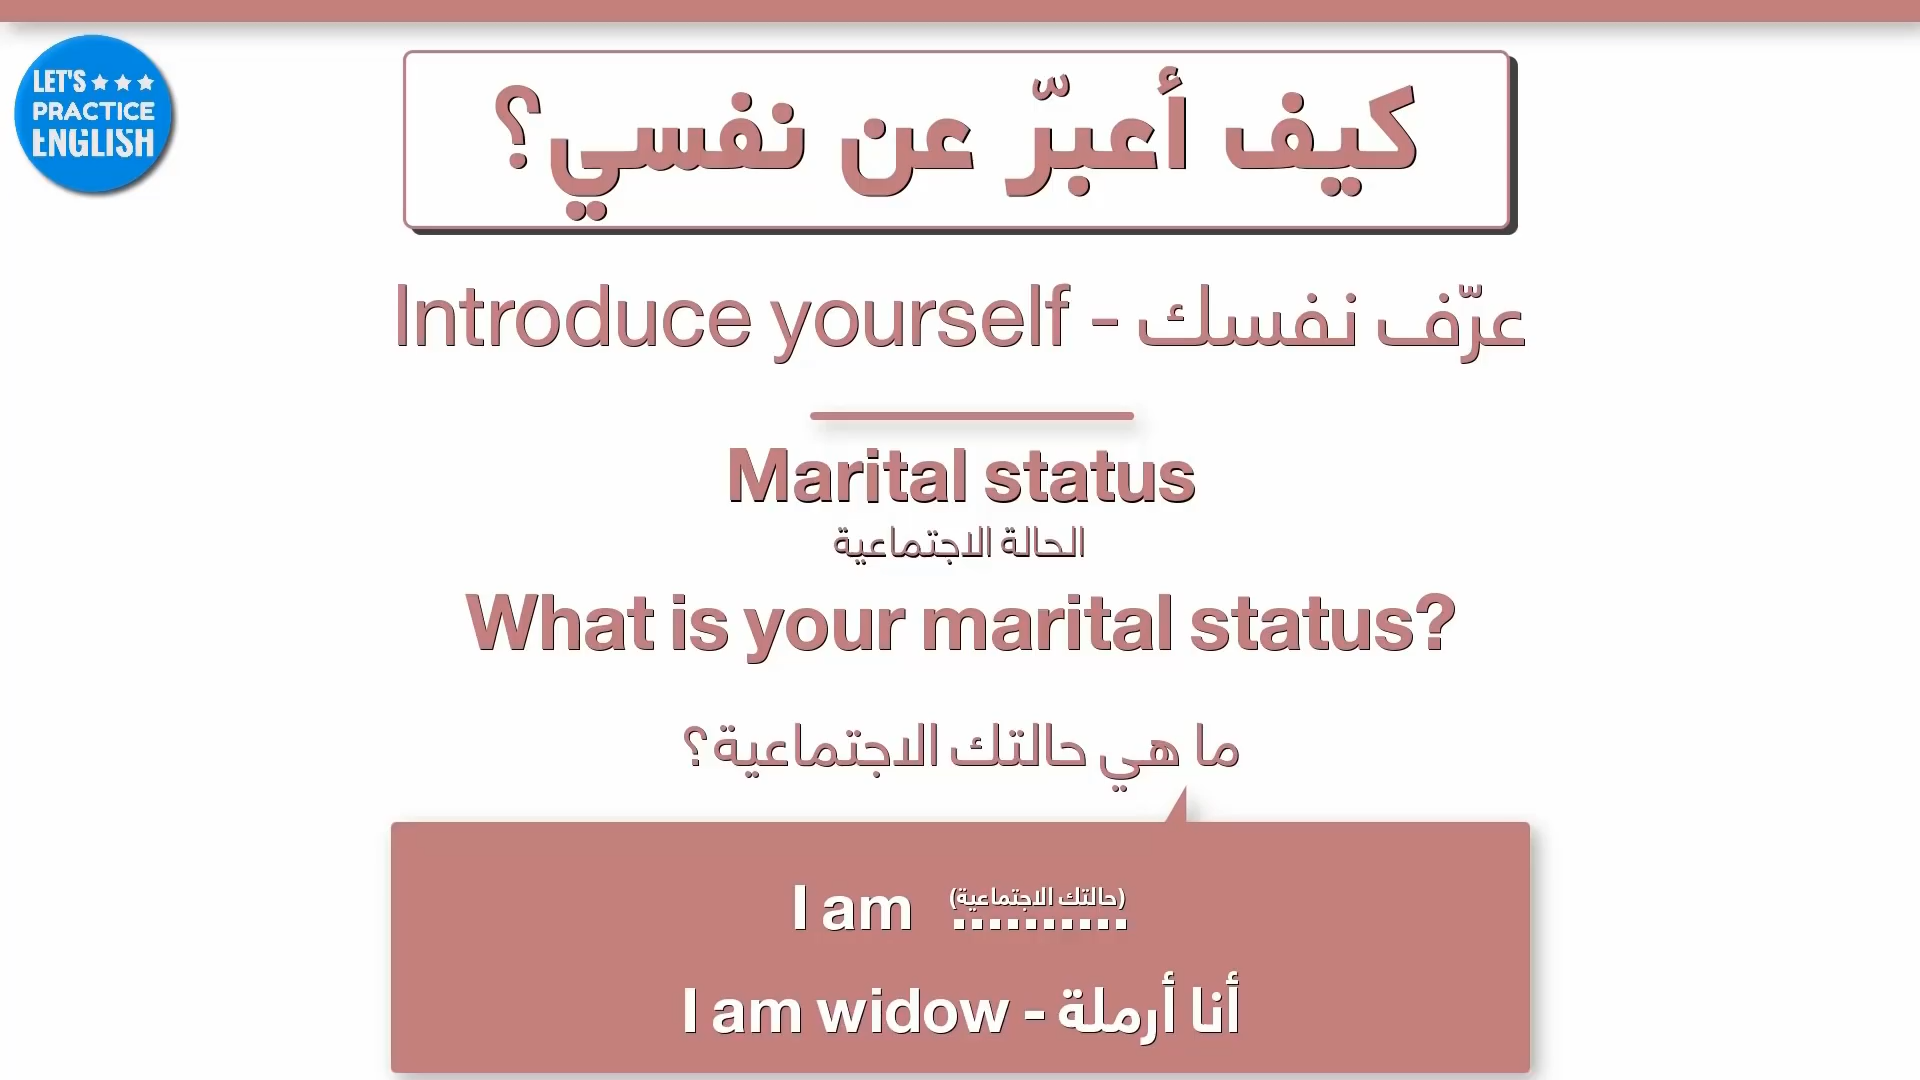 LET'S
PRACTICE
ENGLISH
كيف أعبّر عن نفسي؟
Introduce yourself - عرّف نفسك
Marital status
الحالة الاجتماعية
What is your marital status?
ما هي حالتك الاجتماعية؟
I am .......... (حالتك الاجتماعية)
I am widow - أنا أرملة